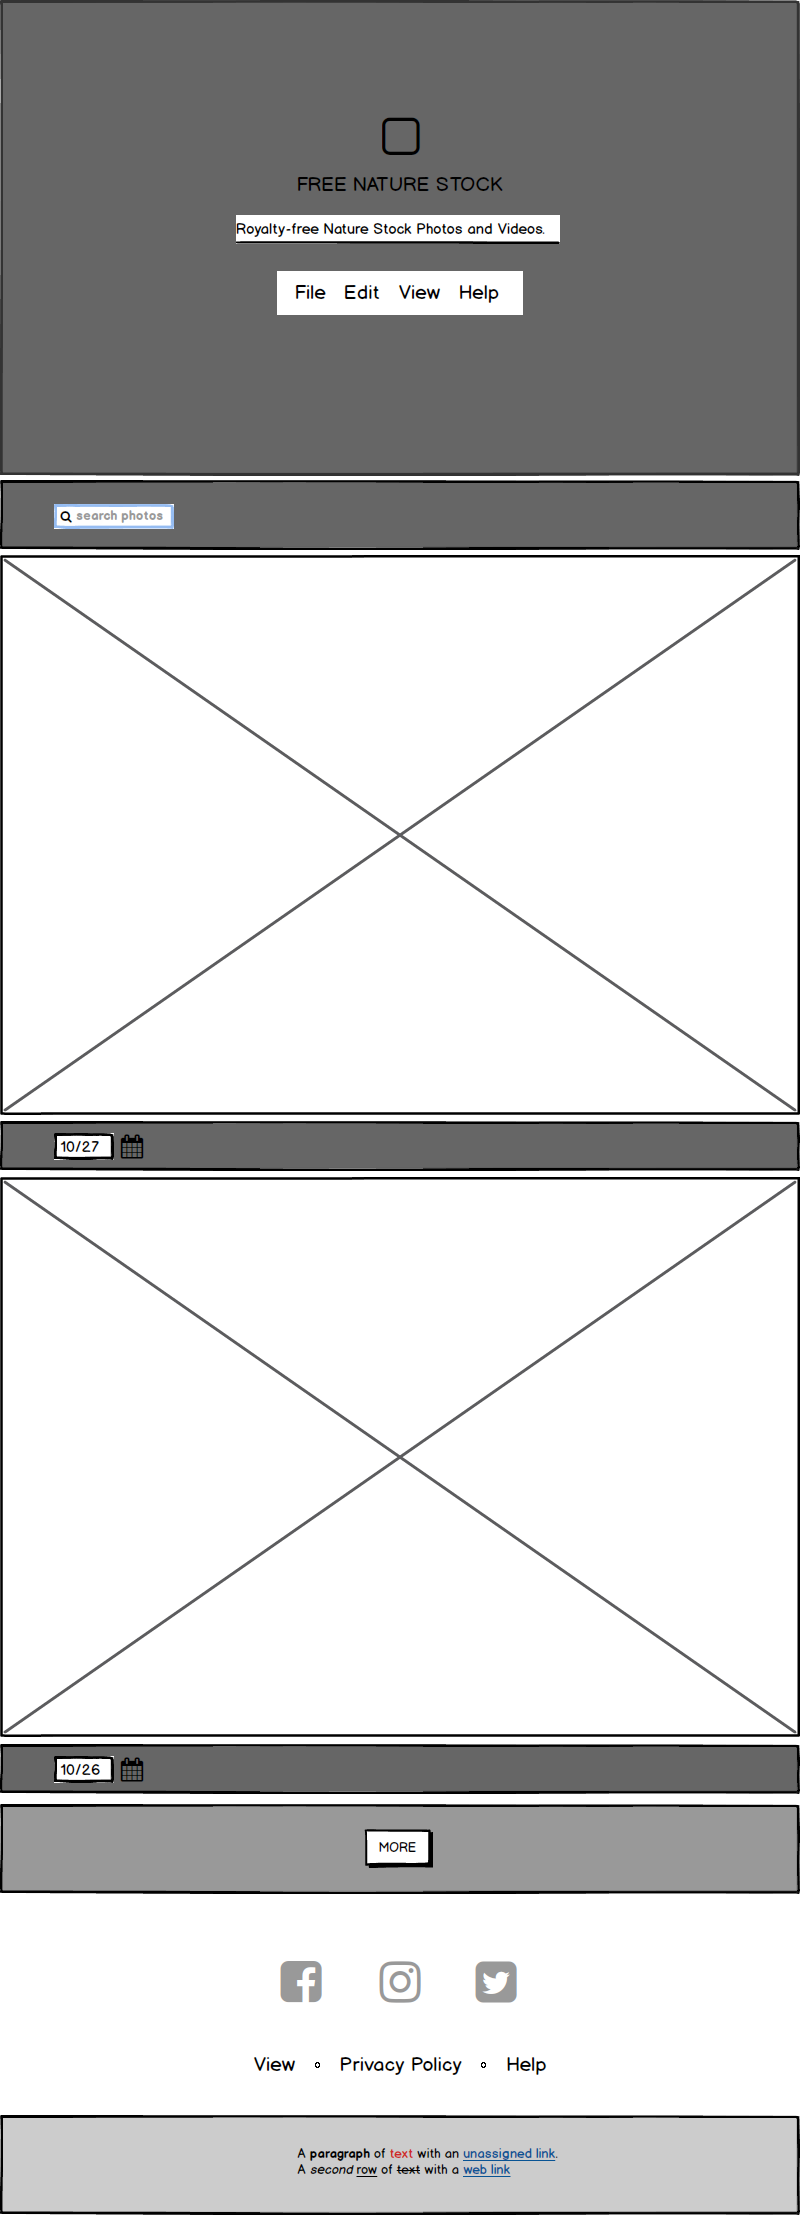 FREE NATURE STOCK
Royalty-free Nature Stock Photos and Videos.
File Edit View Help
search photos
10/27
10/26
MORE
View Privacy Policy Help
A paragraph of text with an unassigned link.
A second row of text with a web link